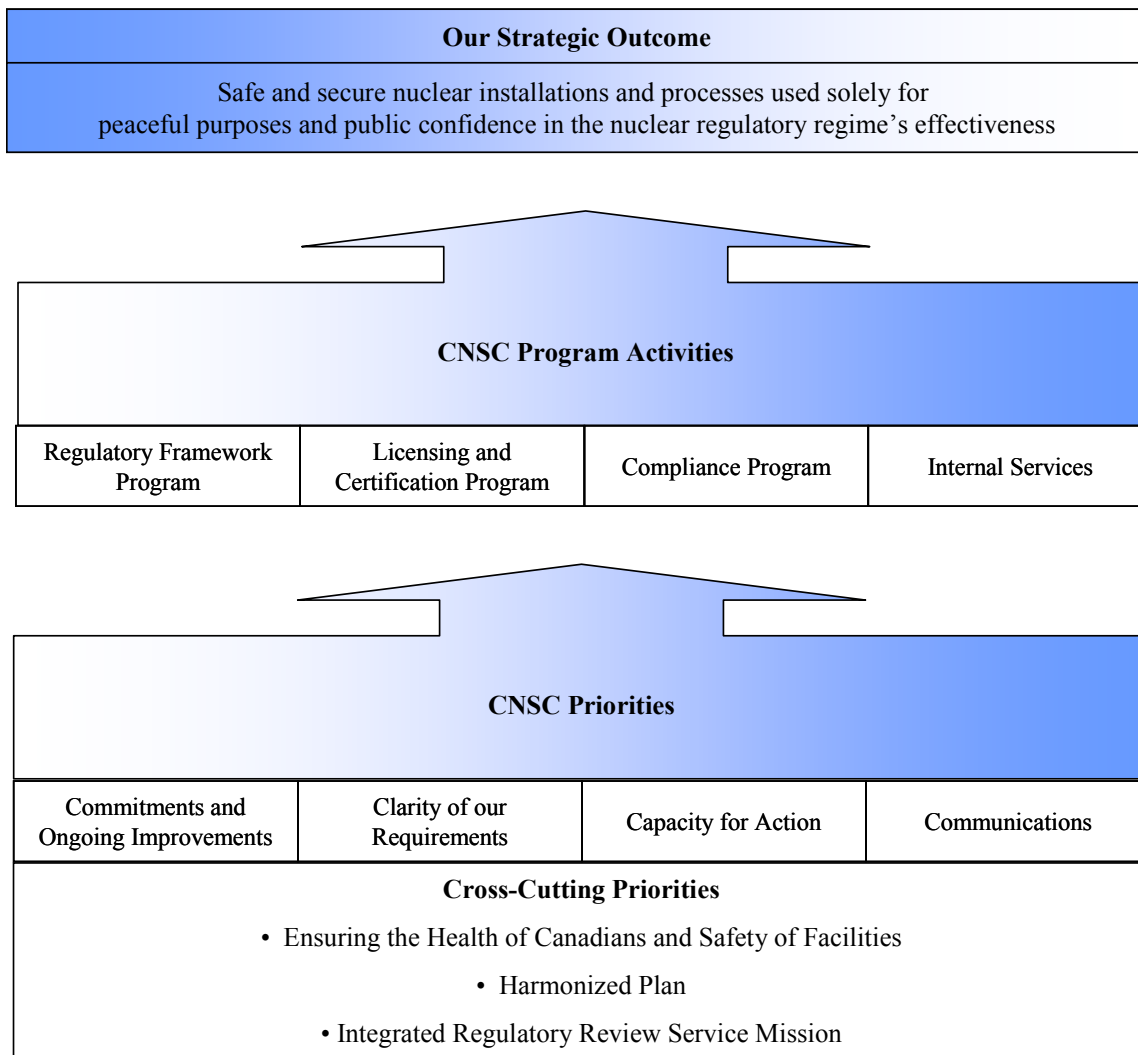 Our Strategic Outcome
Safe and secure nuclear installations and processes used solely for
peaceful purposes and public confidence in the nuclear regulatory regime’s effectiveness
CNSC Program Activities
Regulatory Framework
Program
Licensing and
Certification Program
Compliance Program
Internal Services
CNSC Priorities
Commitments and
Ongoing Improvements
Clarity of our
Requirements
Capacity for Action
Communications
Cross-Cutting Priorities
• Ensuring the Health of Canadians and Safety of Facilities
• Harmonized Plan
• Integrated Regulatory Review Service Mission